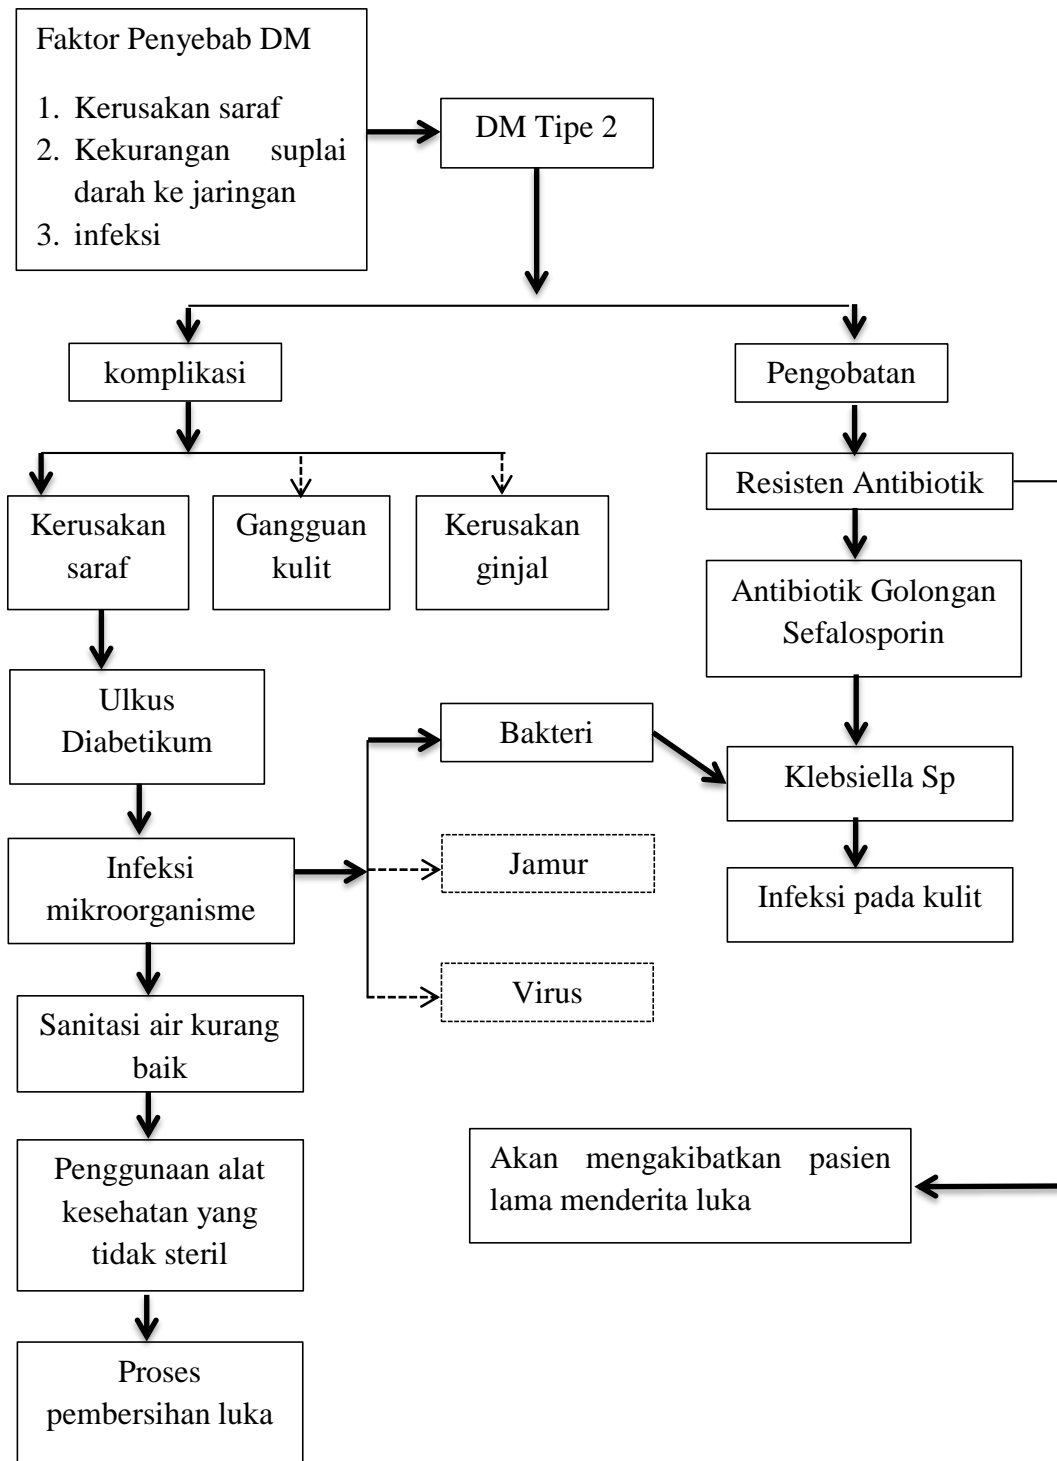 Faktor Penyebab DM
1. Kerusakan saraf
2. Kekurangan suplai
darah ke jaringan
3. infeksi
DM Tipe 2
komplikasi
Pengobatan
Kerusakan
saraf
Gangguan
kulit
Kerusakan
ginjal
Resisten Antibiotik
Antibiotik Golongan
Sefalosporin
Ulkus
Diabetikum
Bakteri
Klebsiella Sp
Infeksi
mikroorganisme
Jamur
Infeksi pada kulit
Virus
Sanitasi air kurang
baik
Penggunaan alat
kesehatan yang
tidak steril
Akan mengakibatkan pasien
lama menderita luka
Proses
pembersihan luka